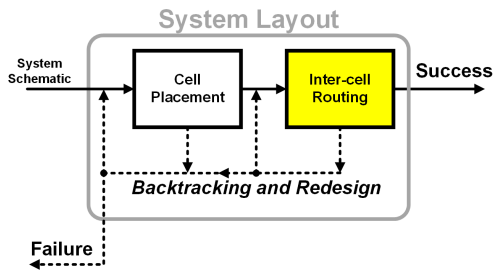 System Layout
System
Schematic
Cell
Placement
Inter-cell
Routing
Success
Backtracking and Redesign
Failure